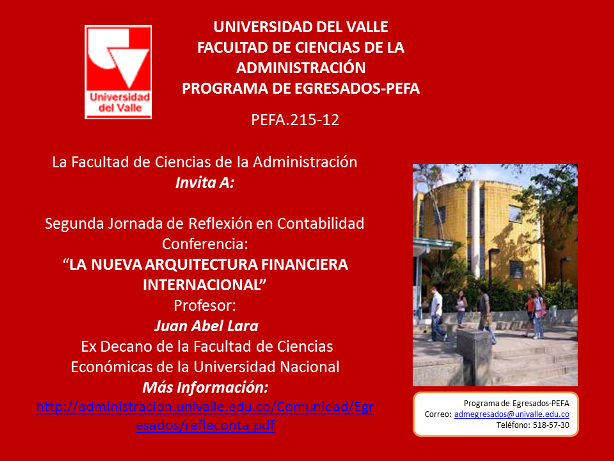 Universidad
del Valle
UNIVERSIDAD DEL VALLE
FACULTAD DE CIENCIAS DE LA
ADMINISTRACIÓN
PROGRAMA DE EGRESADOS-PEFA
PEFA.215-12
La Facultad de Ciencias de la Administración
Invita A:
Segunda Jornada de Reflexión en Contabilidad
Conferencia:
“LA NUEVA ARQUITECTURA FINANCIERA
INTERNACIONAL”
Profesor:
Juan Abel Lara
Ex Decano de la Facultad de Ciencias
Económicas de la Universidad Nacional
Más Información:
http://administracion.univalle.edu.co/Comunidad/Egr
esados/refleconta.pdf
Programa de Egresados-PEFA
Correo: admegresados@univalle.edu.co
Teléfono: 518-57-30